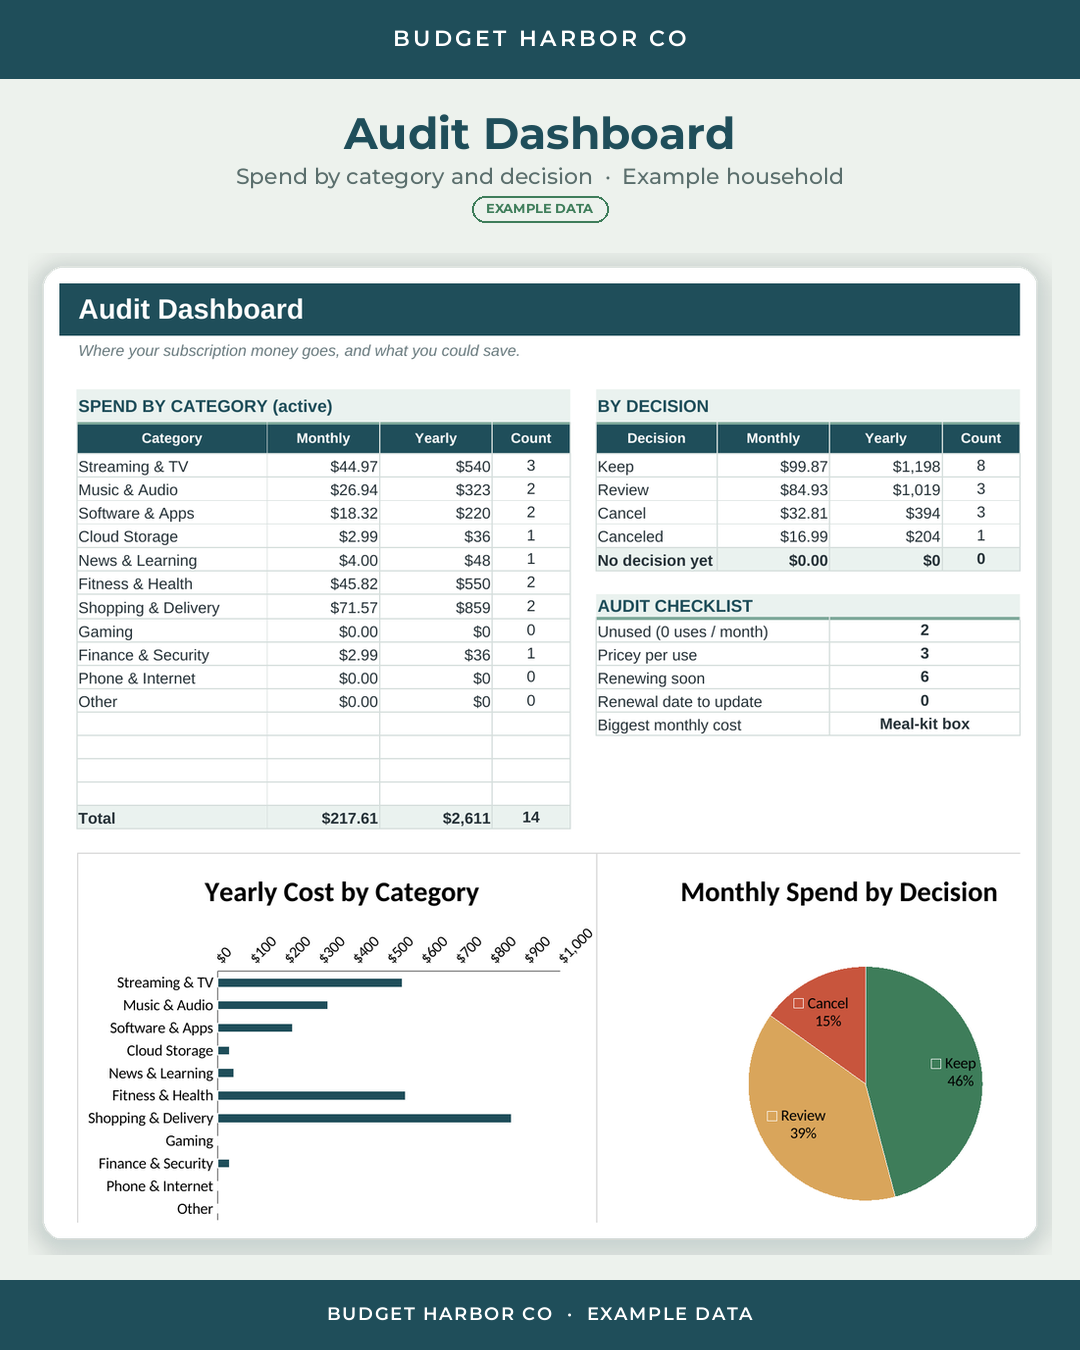 BUDGET HARBOR CO
Audit Dashboard
Spend by category and decision · Example household
EXAMPLE DATA
Audit Dashboard
Where your subscription money goes, and what you could save.
SPEND BY CATEGORY (active)
Category Monthly Yearly Count
Streaming & TV $44.97 $540 3
Music & Audio $26.94 $323 2
Software & Apps $18.32 $220 2
Cloud Storage $2.99 $36 1
News & Learning $4.00 $48 1
Fitness & Health $45.82 $550 2
Shopping & Delivery $71.57 $859 2
Gaming $0.00 $0 0
Finance & Security $2.99 $36 1
Phone & Internet $0.00 $0 0
Other $0.00 $0 0
Total $217.61 $2,611 14
BY DECISION
Decision Monthly Yearly Count
Keep $99.87 $1,198 8
Review $84.93 $1,019 3
Cancel $32.81 $394 3
Canceled $16.99 $204 1
No decision yet $0.00 $0 0
AUDIT CHECKLIST
Unused (0 uses / month) 2
Pricey per use 3
Renewing soon 6
Renewal date to update 0
Biggest monthly cost Meal-kit box
Yearly Cost by Category
$0 $100 $200 $300 $400 $500 $600 $700 $800 $900 $1,000
Streaming & TV
Music & Audio
Software & Apps
Cloud Storage
News & Learning
Fitness & Health
Shopping & Delivery
Gaming
Finance & Security
Phone & Internet
Other
Monthly Spend by Decision
Cancel
15%
Keep
46%
Review
39%
BUDGET HARBOR CO · EXAMPLE DATA